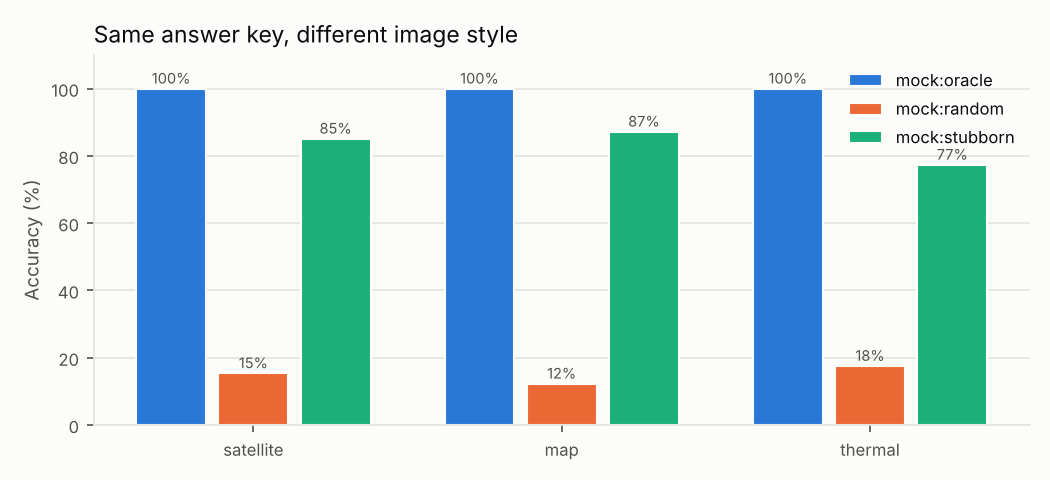 Same answer key, different image style
100% 100% 100%
mock:oracle
mock:random
mock:stubborn
85% 87% 77%
15% 12% 18%
Accuracy (%)
100
80
60
40
20
0
satellite map thermal